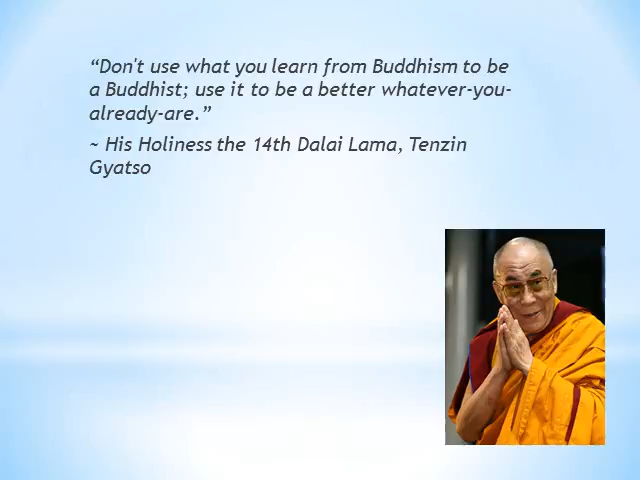 “Don't use what you learn from Buddhism to be
a Buddhist; use it to be a better whatever-you-
already-are.”
~ His Holiness the 14th Dalai Lama, Tenzin
Gyatso